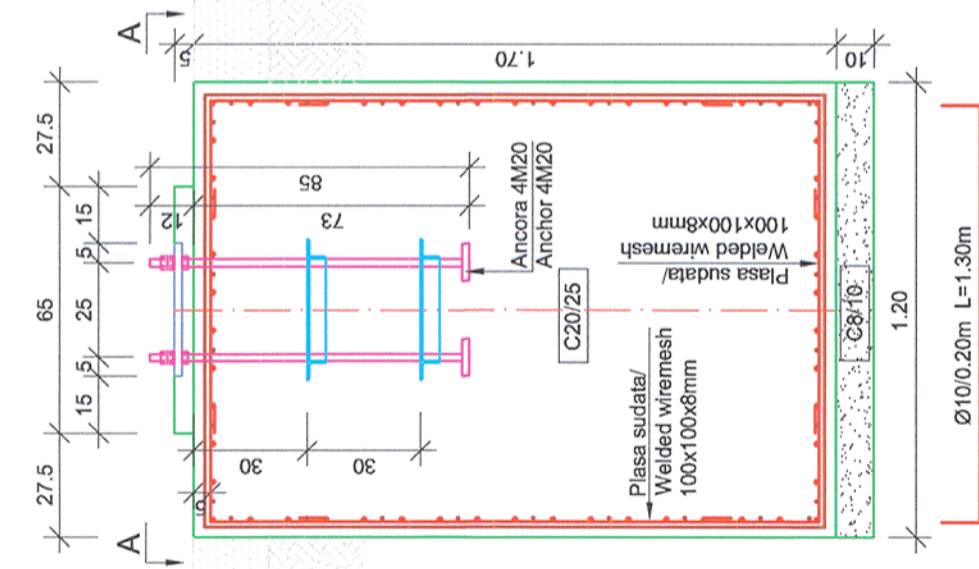 A
A
27.5
65
27.5
15
5
25
5
15
5
1.70
10
12
85
73
30
30
5
Ancora 4M20
Anchor 4M20
C20/25
Plasa sudata/
Welded wiremesh
100x100x8mm
Plasa sudata/
Welded wiremesh
100x100x8mm
C8/10
1.20
Ø10/0.20m L=1.30m